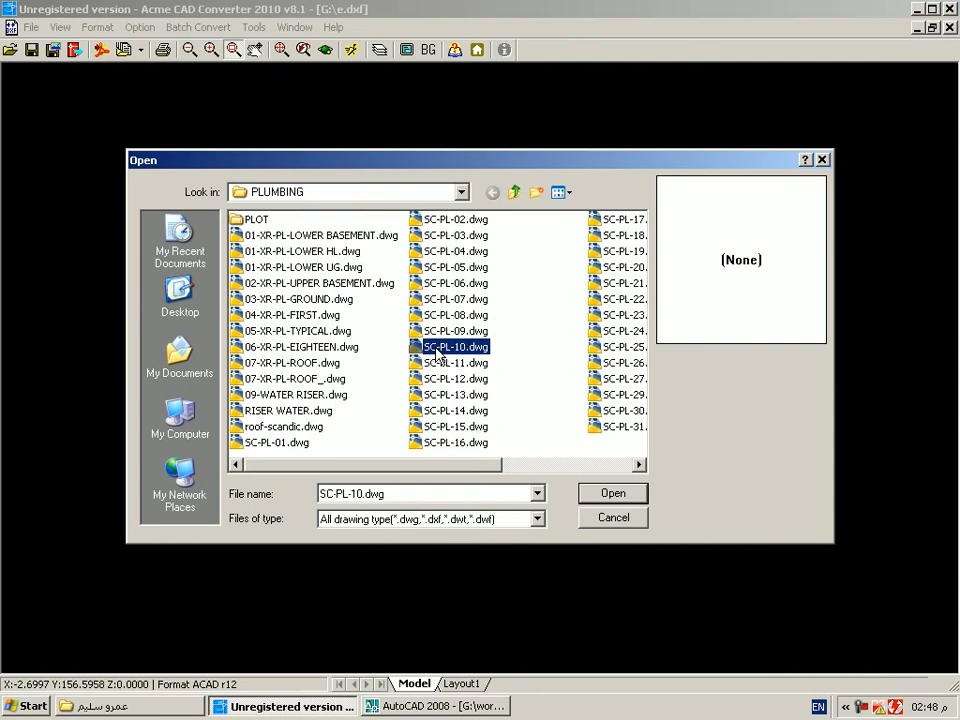 Unregistered version - Acme CAD Converter 2010 v8.1 - [G:\e.dxf]
File View Format Option Batch Convert Tools Window Help
BG
Open
Look in: PLUMBING
My Recent Documents
Desktop
My Documents
My Computer
My Network Places
PLOT
01-XR-PL-LOWER BASEMENT.dwg
01-XR-PL-LOWER HL.dwg
01-XR-PL-LOWER UG.dwg
02-XR-PL-UPPER BASEMENT.dwg
03-XR-PL-GROUND.dwg
04-XR-PL-FIRST.dwg
05-XR-PL-TYPICAL.dwg
06-XR-PL-EIGHTEEN.dwg
07-XR-PL-ROOF.dwg
07-XR-PL-ROOF_.dwg
09-WATER RISER.dwg
RISER WATER.dwg
roof-scandic.dwg
SC-PL-01.dwg
SC-PL-02.dwg
SC-PL-03.dwg
SC-PL-04.dwg
SC-PL-05.dwg
SC-PL-06.dwg
SC-PL-07.dwg
SC-PL-08.dwg
SC-PL-09.dwg
SC-PL-10.dwg
SC-PL-11.dwg
SC-PL-12.dwg
SC-PL-13.dwg
SC-PL-14.dwg
SC-PL-15.dwg
SC-PL-16.dwg
SC-PL-17.
SC-PL-18.
SC-PL-19.
SC-PL-20.
SC-PL-21.
SC-PL-22.
SC-PL-23.
SC-PL-24.
SC-PL-25.
SC-PL-26.
SC-PL-27.
SC-PL-29.
SC-PL-30.
SC-PL-31.
(None)
File name: SC-PL-10.dwg Open
Files of type: All drawing type(*.dwg,*.dxf,*.dwt,*.dwf) Cancel
X:-2.6997 Y:156.5958 Z:0.0000 | Format ACAD r12 Model Layout1
Start عمرو سليم Unregistered version ... AutoCAD 2008 - [G:\wor... EN « 02:48 م